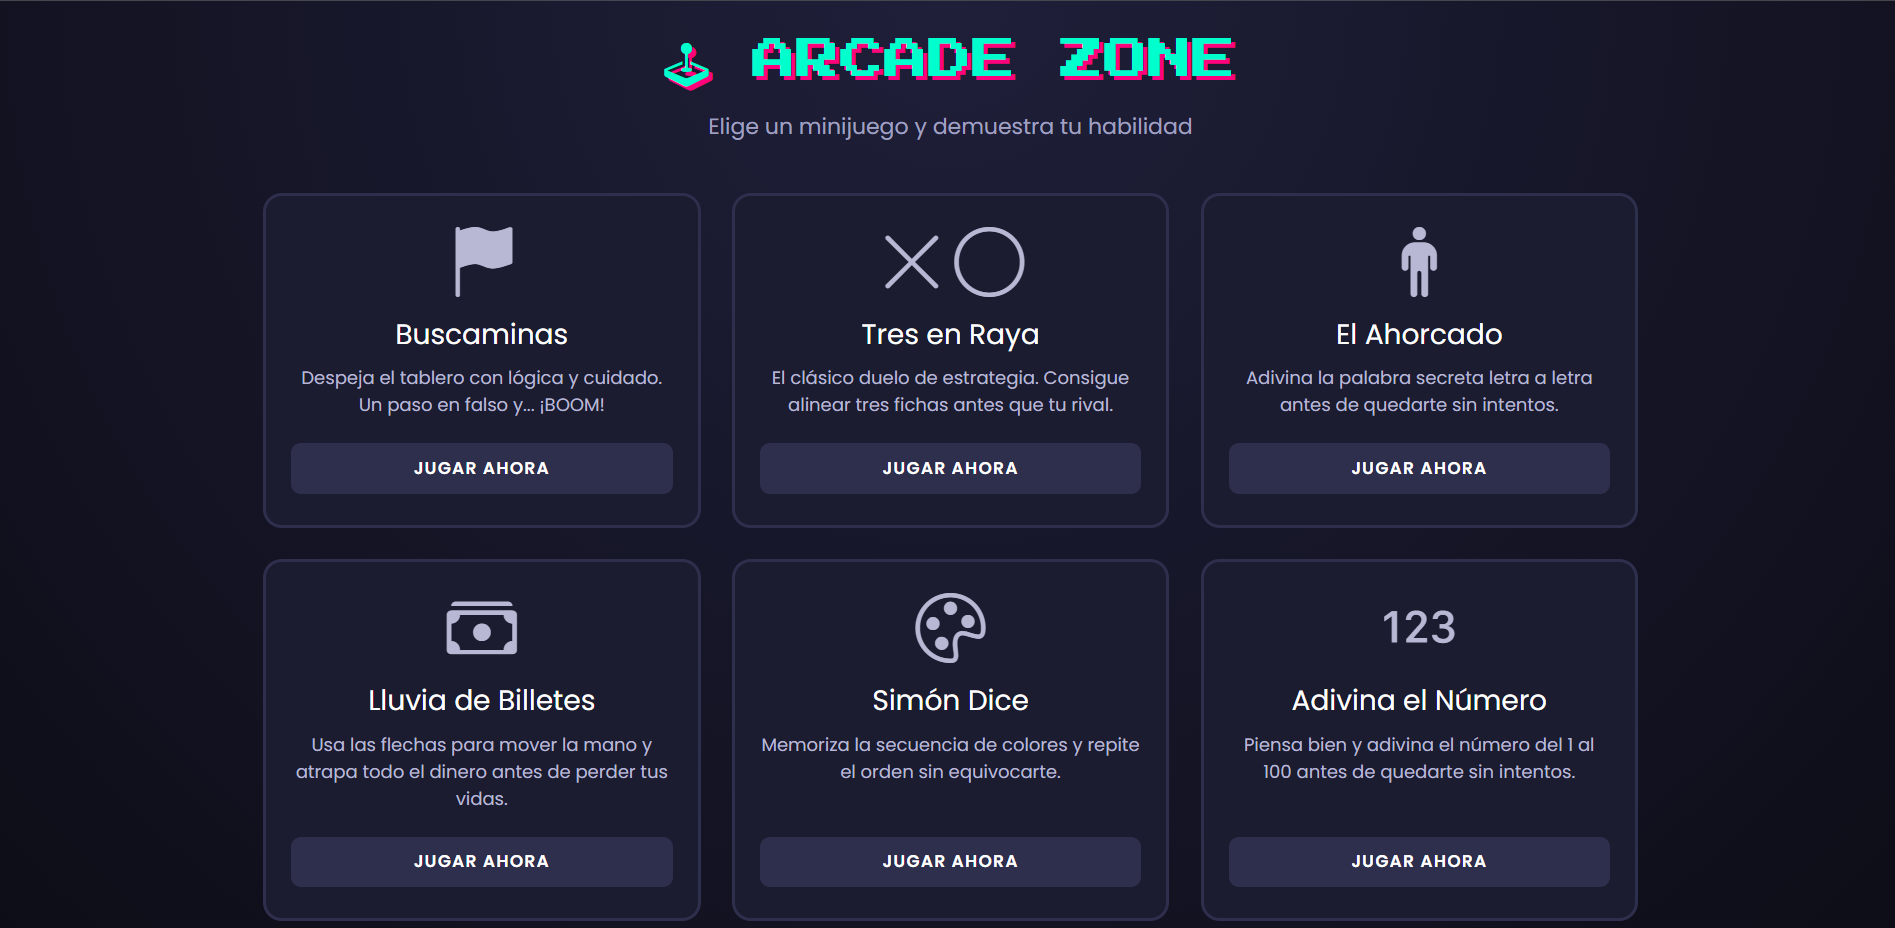 ARCADE ZONE
Elige un minijuego y demuestra tu habilidad
Buscaminas
Despeja el tablero con lógica y cuidado.
Un paso en falso y... ¡BOOM!
JUGAR AHORA
Tres en Raya
El clásico duelo de estrategia. Consigue
alinear tres fichas antes que tu rival.
JUGAR AHORA
El Ahorcado
Adivina la palabra secreta letra a letra
antes de quedarte sin intentos.
JUGAR AHORA
Lluvia de Billetes
Usa las flechas para mover la mano y
atrapa todo el dinero antes de perder tus
vidas.
JUGAR AHORA
Simón Dice
Memoriza la secuencia de colores y repite
el orden sin equivocarte.
JUGAR AHORA
123
Adivina el Número
Piensa bien y adivina el número del 1 al
100 antes de quedarte sin intentos.
JUGAR AHORA